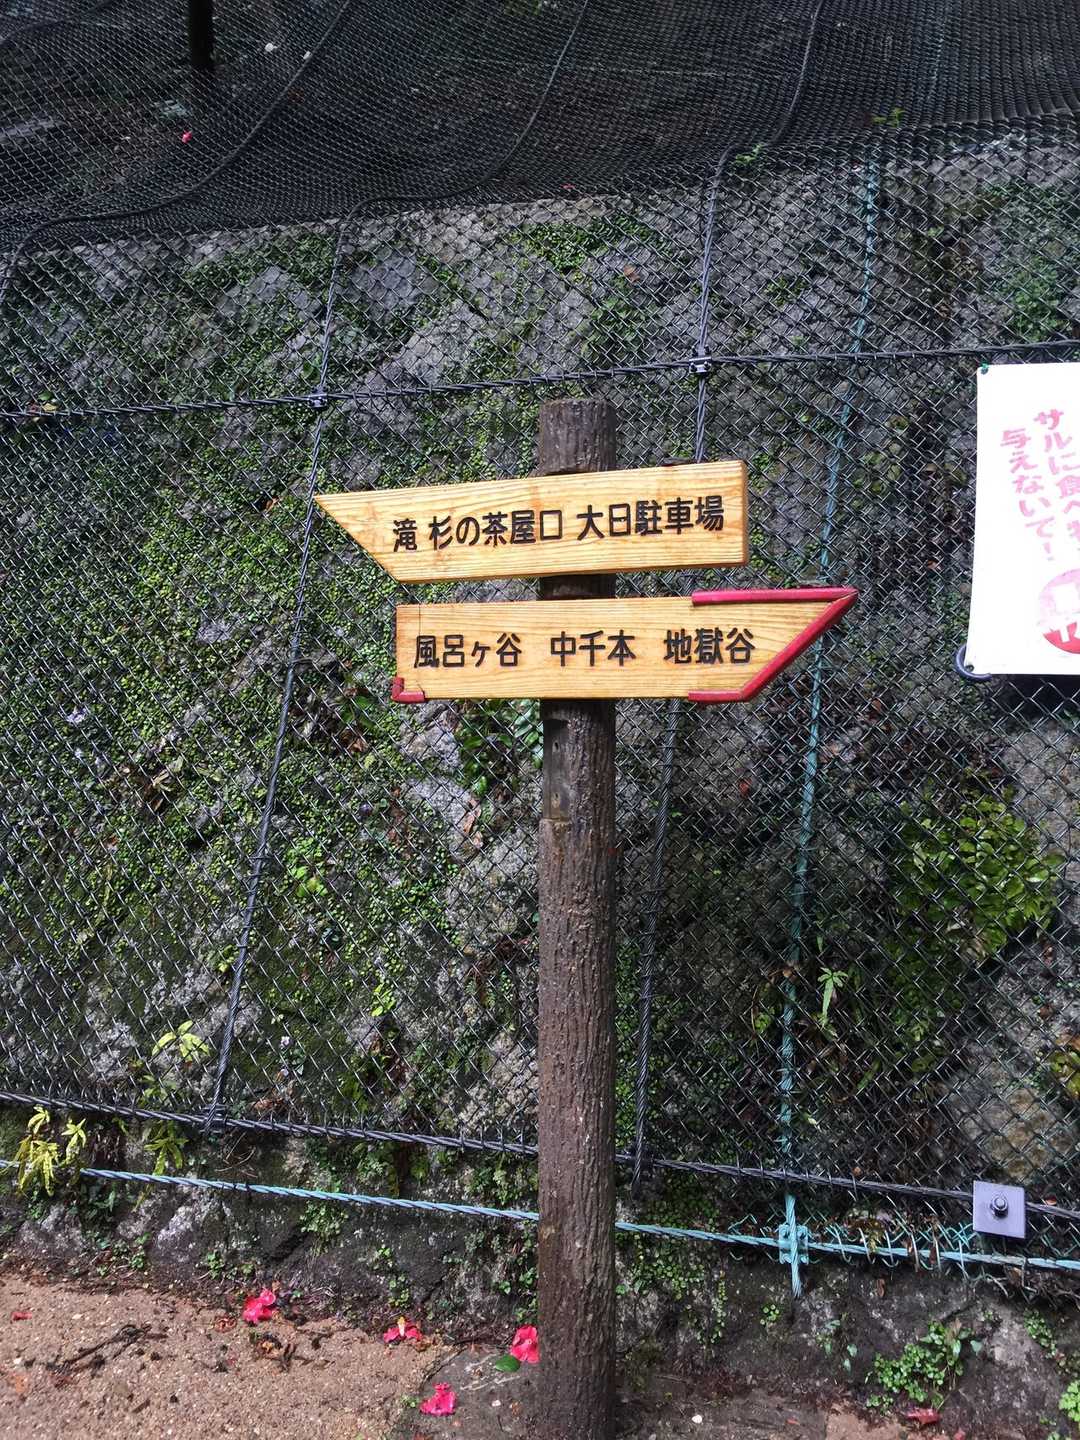 滝 杉の茶屋口 大日駐車場
風呂ヶ谷 中千本 地獄谷
サルに食べ物
与えないで!